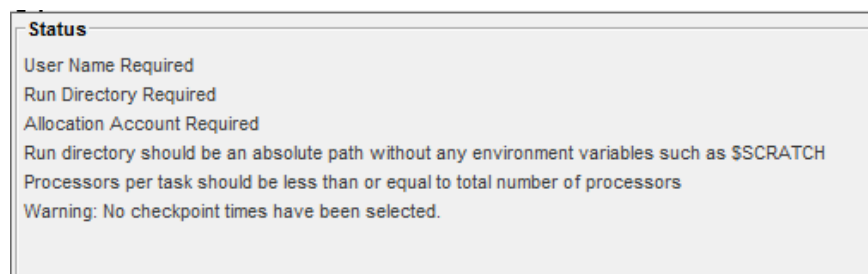 Status
User Name Required
Run Directory Required
Allocation Account Required
Run directory should be an absolute path without any environment variables such as $SCRATCH
Processors per task should be less than or equal to total number of processors
Warning: No checkpoint times have been selected.